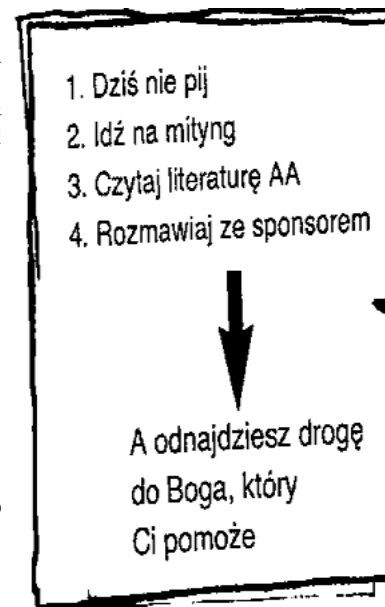 1. Dziś nie pij
2. Idź na mityng
3. Czytaj literaturę AA
4. Rozmawiaj ze sponsorem
A odnajdziesz drogę
do Boga, który
Ci pomoże